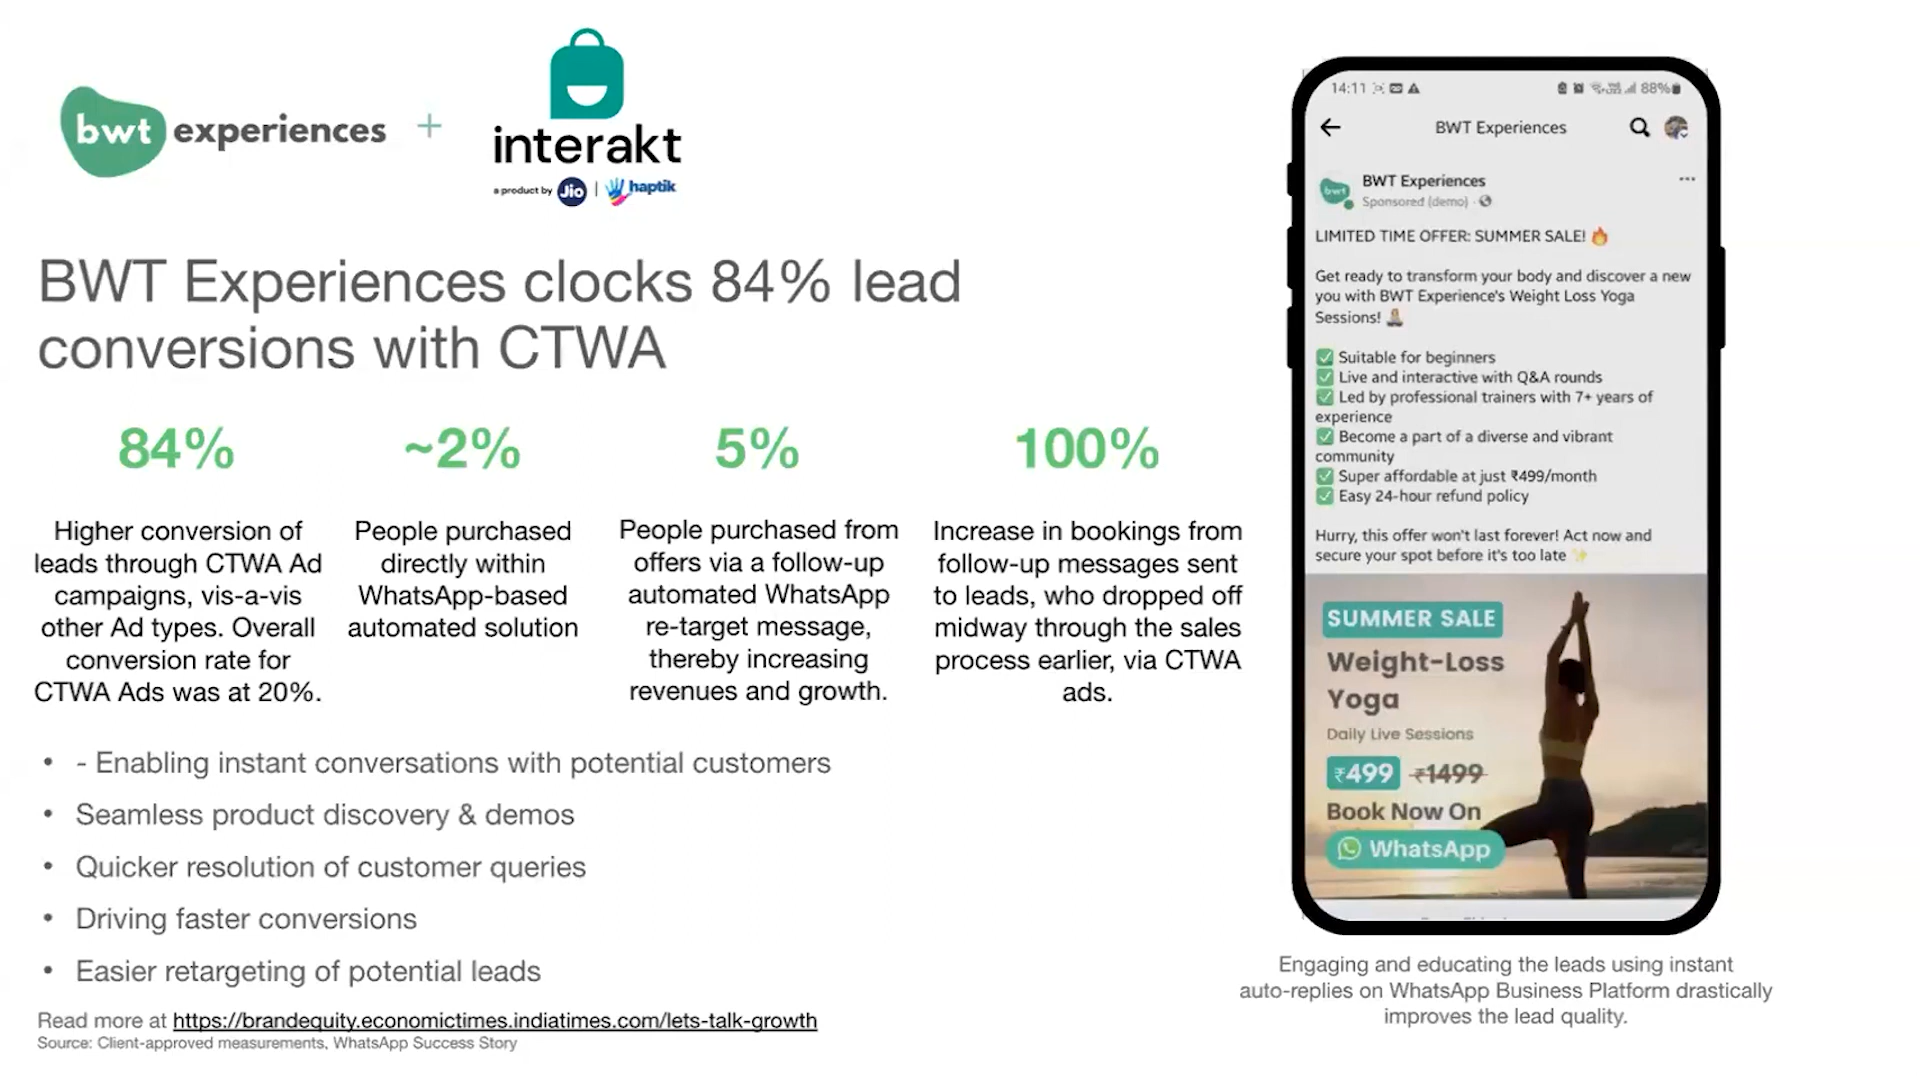 bwt experiences +
interakt
a product by Jio | haptik
BWT Experiences clocks 84% lead
conversions with CTWA
84%
Higher conversion of
leads through CTWA Ad
campaigns, vis-a-vis
other Ad types. Overall
conversion rate for
CTWA Ads was at 20%.
~2%
People purchased
directly within
WhatsApp-based
automated solution
5%
People purchased from
offers via a follow-up
automated WhatsApp
re-target message,
thereby increasing
revenues and growth.
100%
Increase in bookings from
follow-up messages sent
to leads, who dropped off
midway through the sales
process earlier, via CTWA
ads.
• - Enabling instant conversations with potential customers
• Seamless product discovery & demos
• Quicker resolution of customer queries
• Driving faster conversions
• Easier retargeting of potential leads
Read more at https://brandequity.economictimes.indiatimes.com/lets-talk-growth
Source: Client-approved measurements, WhatsApp Success Story
14:11 88%
BWT Experiences
bwt
BWT Experiences
Sponsored (demo) ·
LIMITED TIME OFFER: SUMMER SALE! 🔥
Get ready to transform your body and discover a new
you with BWT Experience's Weight Loss Yoga
Sessions!
✅ Suitable for beginners
✅ Live and interactive with Q&A rounds
✅ Led by professional trainers with 7+ years of
experience
✅ Become a part of a diverse and vibrant
community
✅ Super affordable at just ₹499/month
✅ Easy 24-hour refund policy
Hurry, this offer won't last forever! Act now and
secure your spot before it's too late ✨
SUMMER SALE
Weight-Loss
Yoga
Daily Live Sessions
₹499 ₹1499
Book Now On
WhatsApp
Engaging and educating the leads using instant
auto-replies on WhatsApp Business Platform drastically
improves the lead quality.